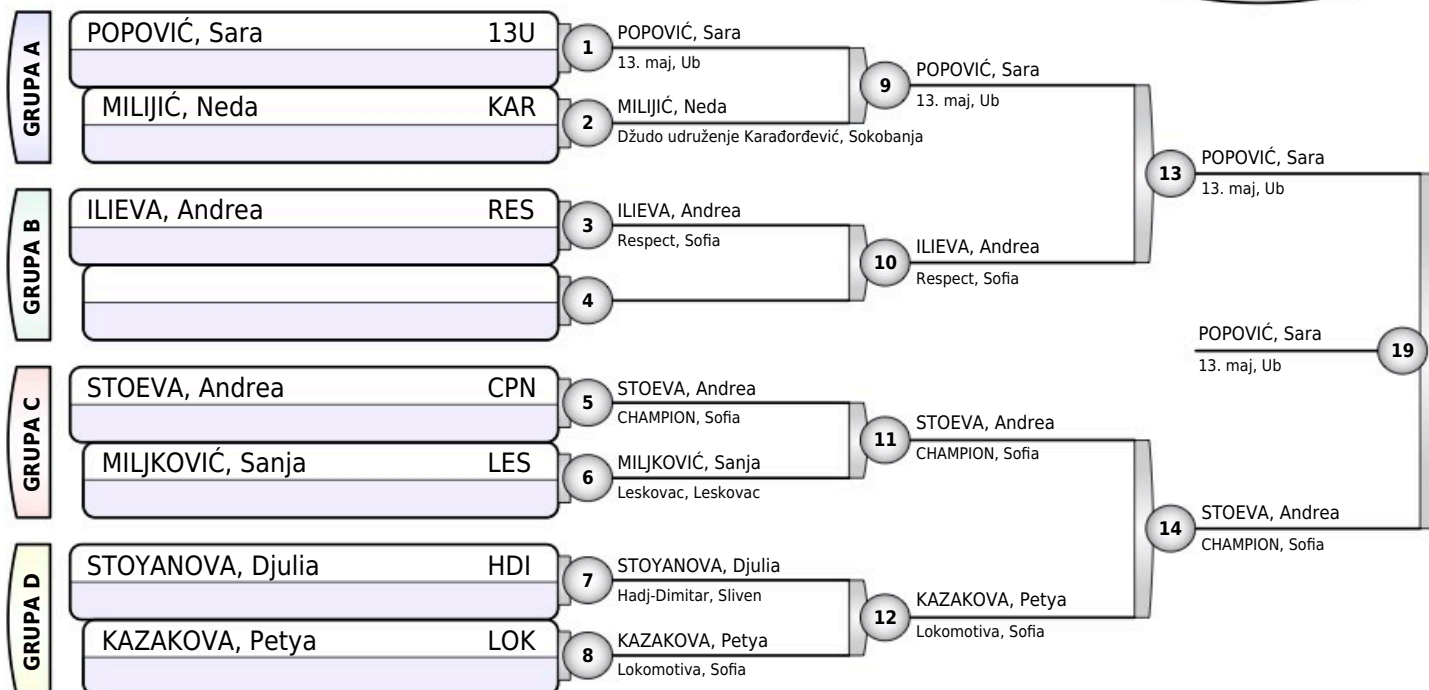 GRUPA A
POPOVIĆ, Sara 13U
MILIJIĆ, Neda KAR
GRUPA B
ILIEVA, Andrea RES
GRUPA C
STOEVA, Andrea CPN
MILJKOVIĆ, Sanja LES
GRUPA D
STOYANOVA, Djulia HDI
KAZAKOVA, Petya LOK
1
POPOVIĆ, Sara
13. maj, Ub
2
MILIJIĆ, Neda
Džudo udruženje Karađorđević, Sokobanja
3
ILIEVA, Andrea
Respect, Sofia
4
5
STOEVA, Andrea
CHAMPION, Sofia
6
MILJKOVIĆ, Sanja
Leskovac, Leskovac
7
STOYANOVA, Djulia
Hadj-Dimitar, Sliven
8
KAZAKOVA, Petya
Lokomotiva, Sofia
9
POPOVIĆ, Sara
13. maj, Ub
10
ILIEVA, Andrea
Respect, Sofia
11
STOEVA, Andrea
CHAMPION, Sofia
12
KAZAKOVA, Petya
Lokomotiva, Sofia
13
POPOVIĆ, Sara
13. maj, Ub
14
STOEVA, Andrea
CHAMPION, Sofia
POPOVIĆ, Sara
13. maj, Ub
19